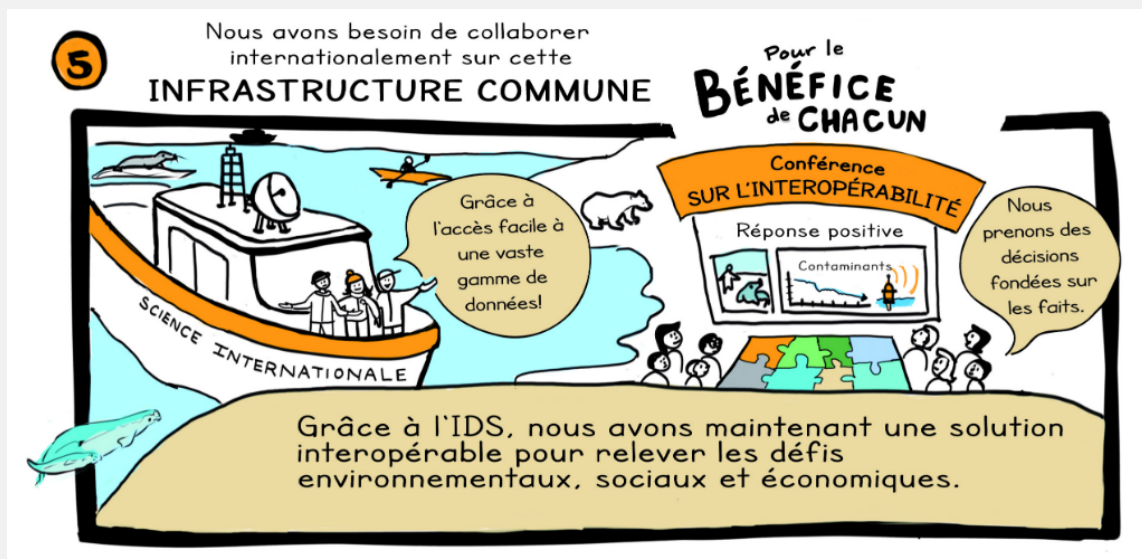 5
Nous avons besoin de collaborer
internationalement sur cette
INFRASTRUCTURE COMMUNE
Pour le
BÉNÉFICE
de CHACUN
Grâce à
l'accès facile à
une vaste
gamme de
données!
SCIENCE INTERNATIONALE
Conférence
SUR L'INTEROPÉRABILITÉ
Réponse positive
Contaminants
Nous
prenons des
décisions
fondées sur
les faits.
Grâce à l'IDS, nous avons maintenant une solution
interopérable pour relever les défis
environnementaux, sociaux et économiques.